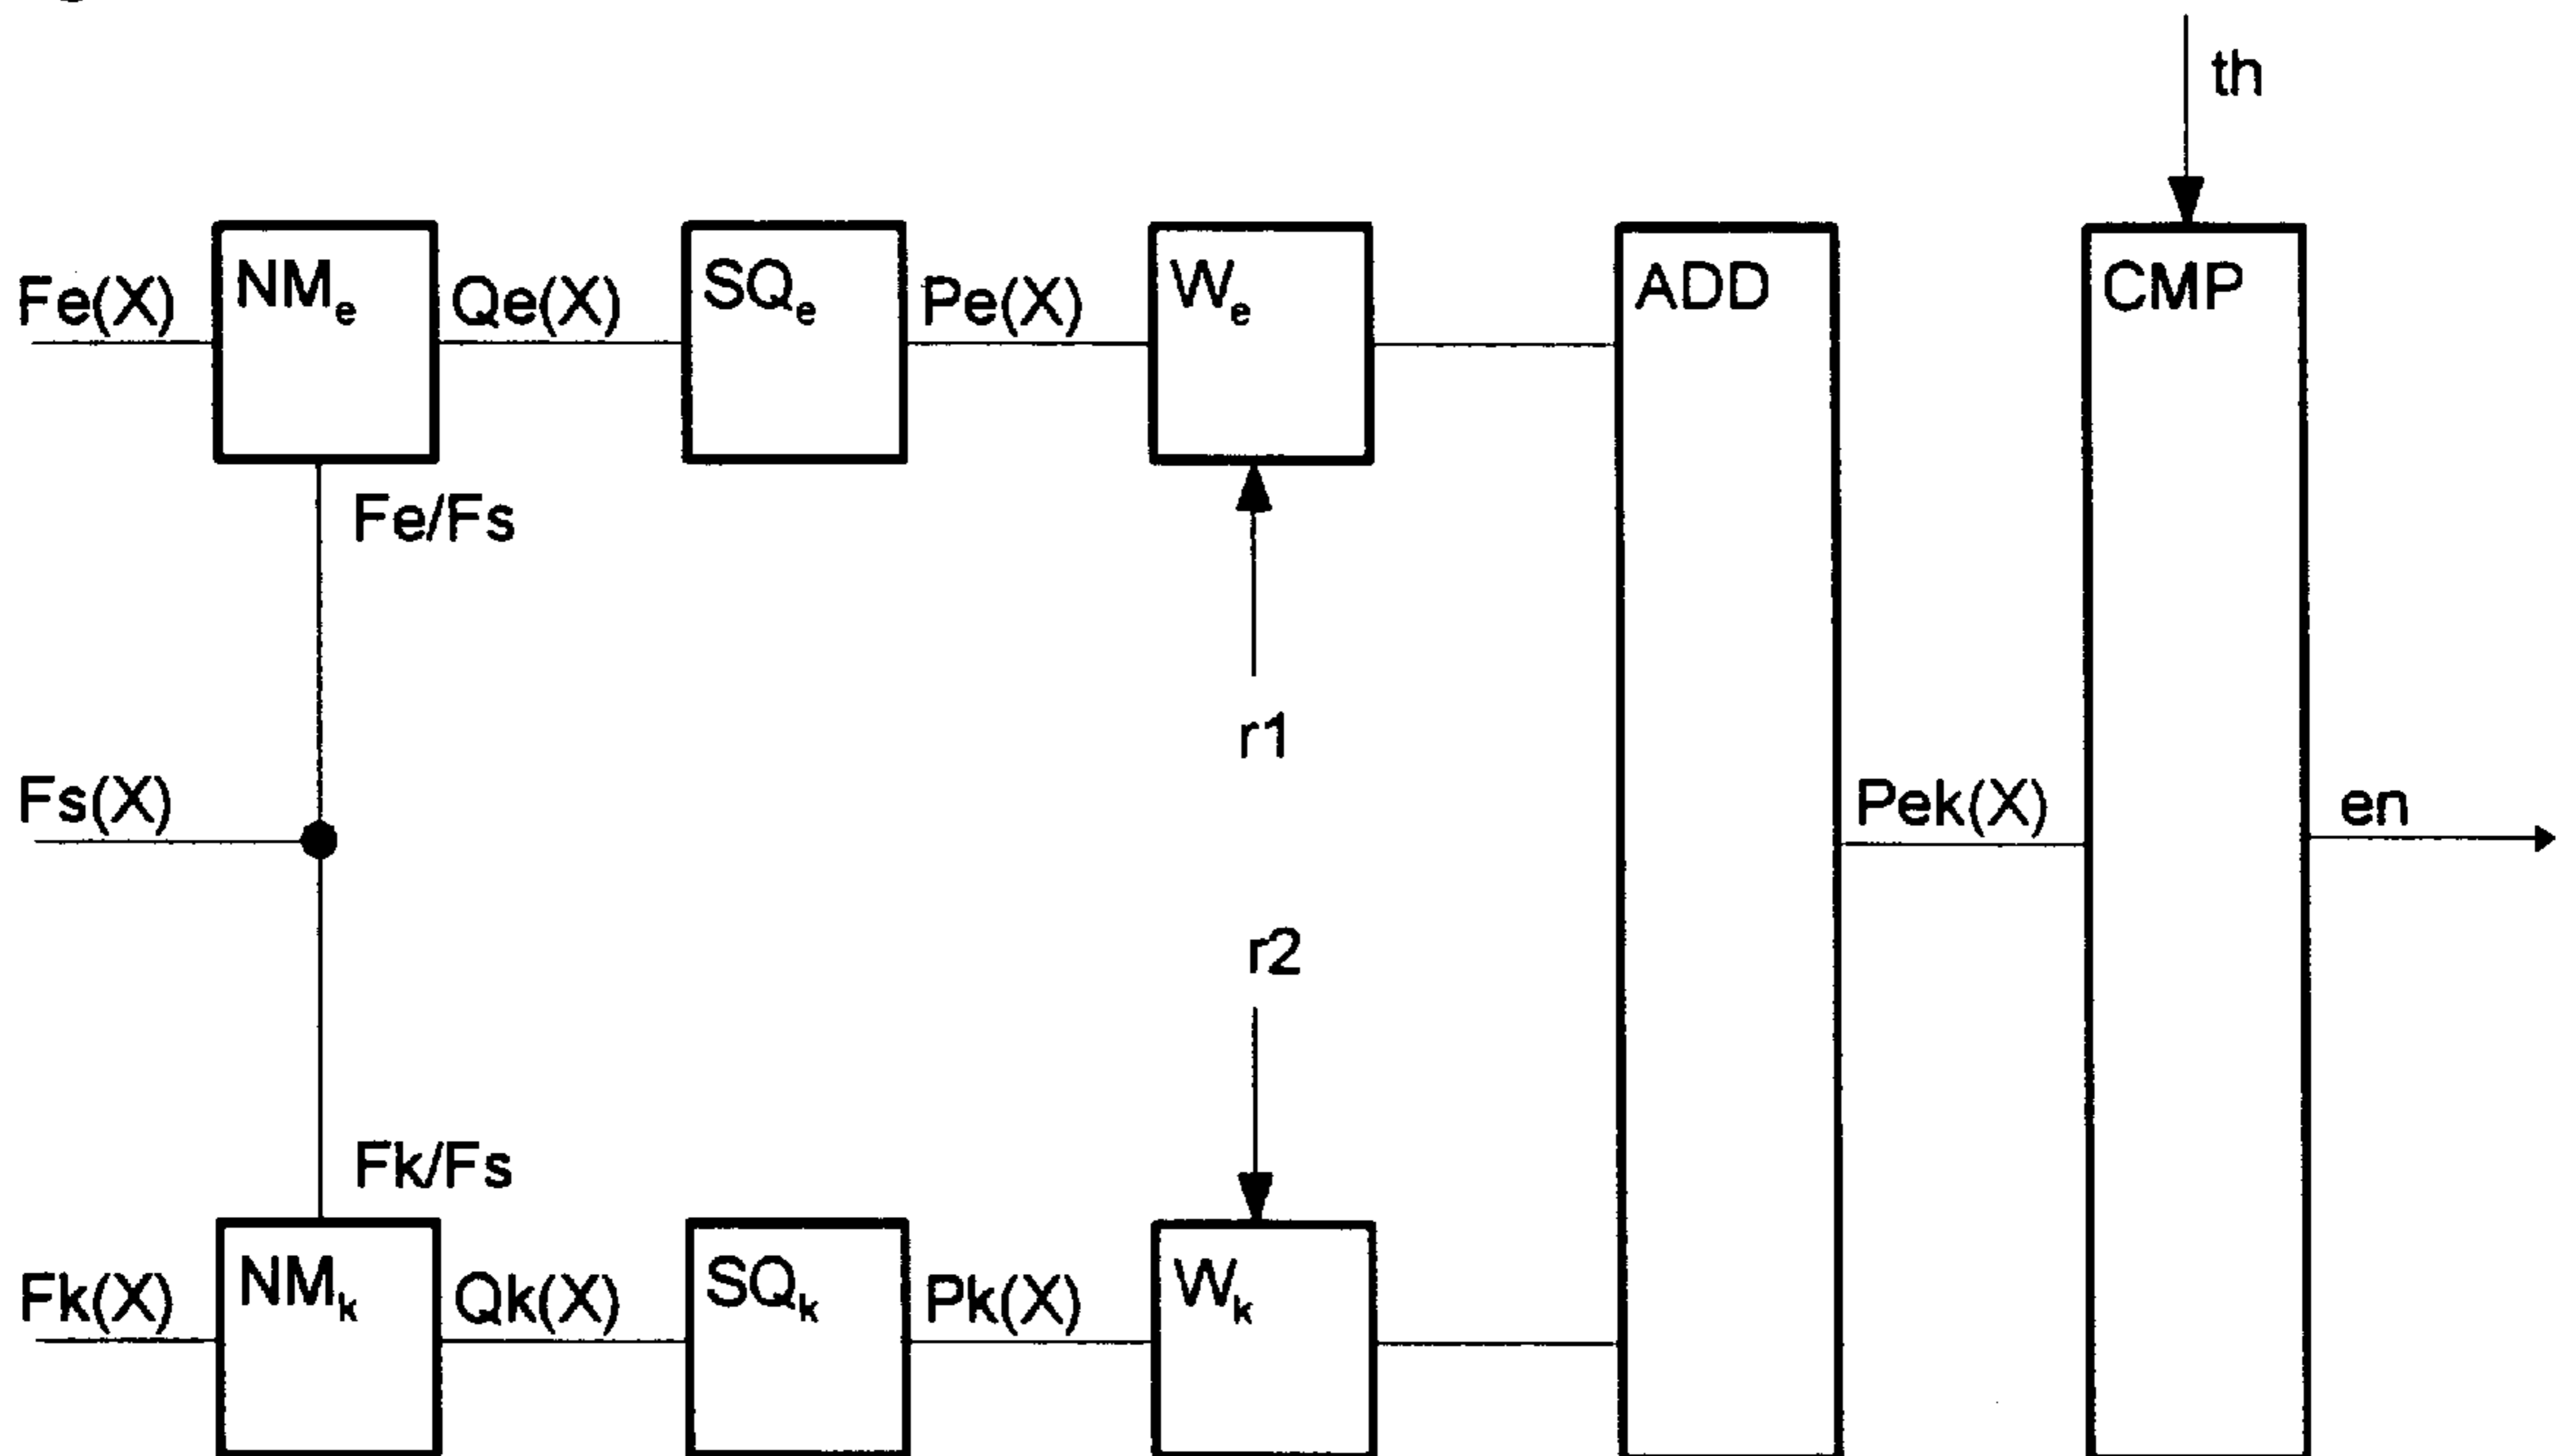 th
Fe(X)
NMe
Qe(X)
SQe
Pe(X)
We
ADD
CMP
Fe/Fs
r1
Fs(X)
Pek(X)
en
r2
Fk/Fs
Fk(X)
NMk
Qk(X)
SQk
Pk(X)
Wk